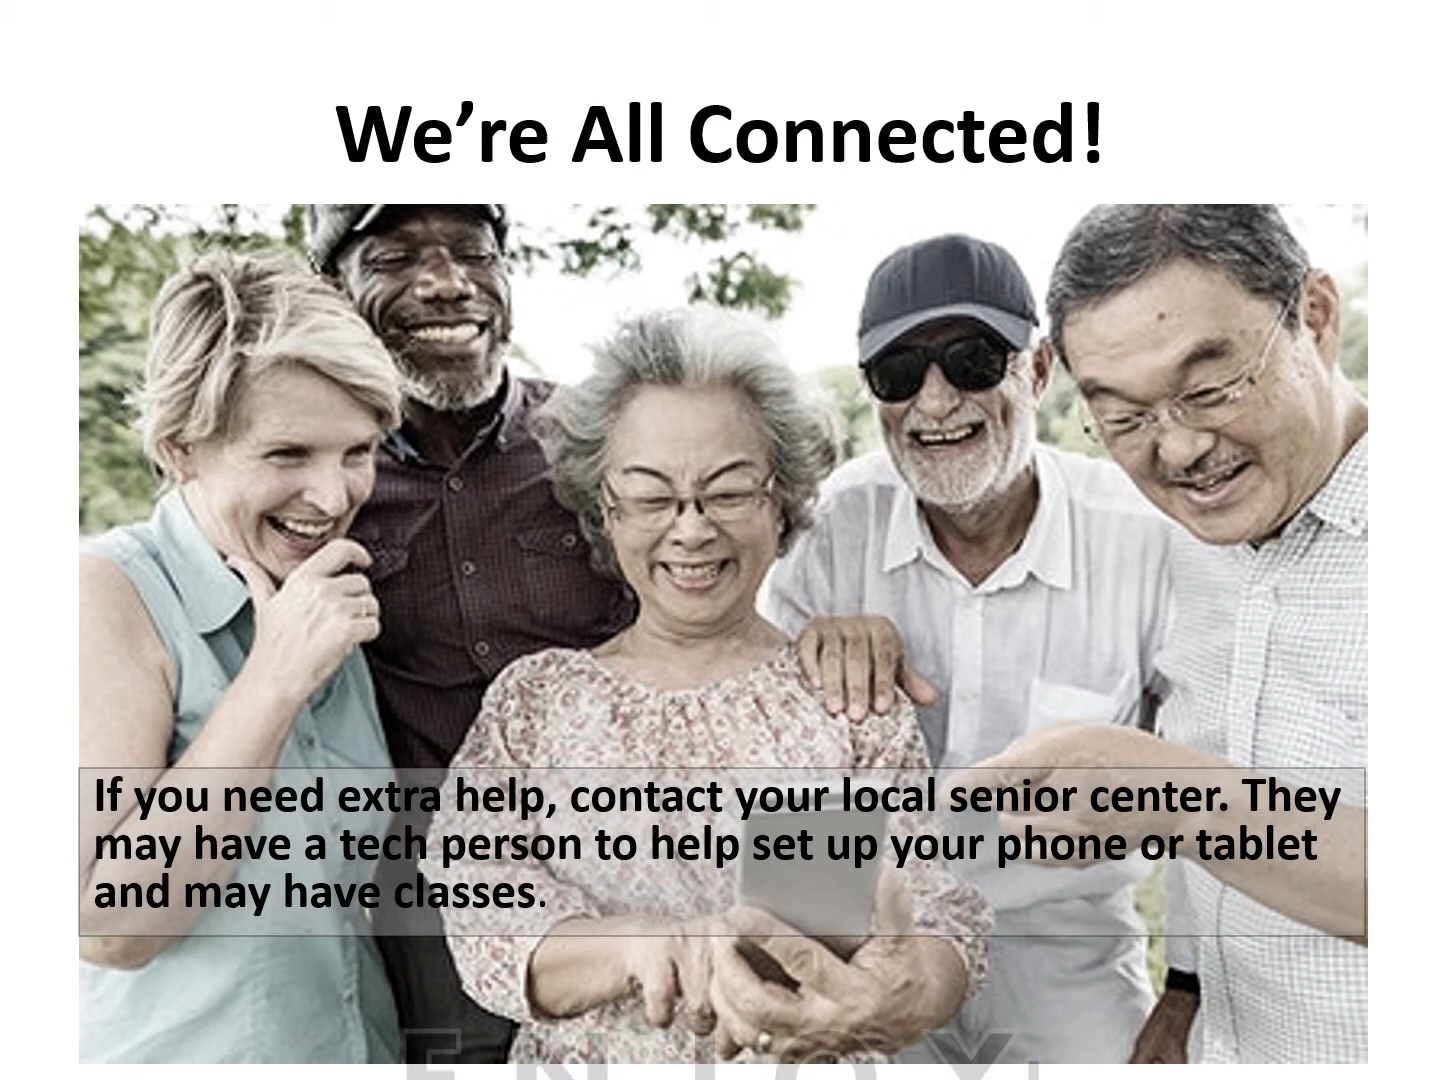 We’re All Connected!
If you need extra help, contact your local senior center. They
may have a tech person to help set up your phone or tablet
and may have classes.
ENJOY